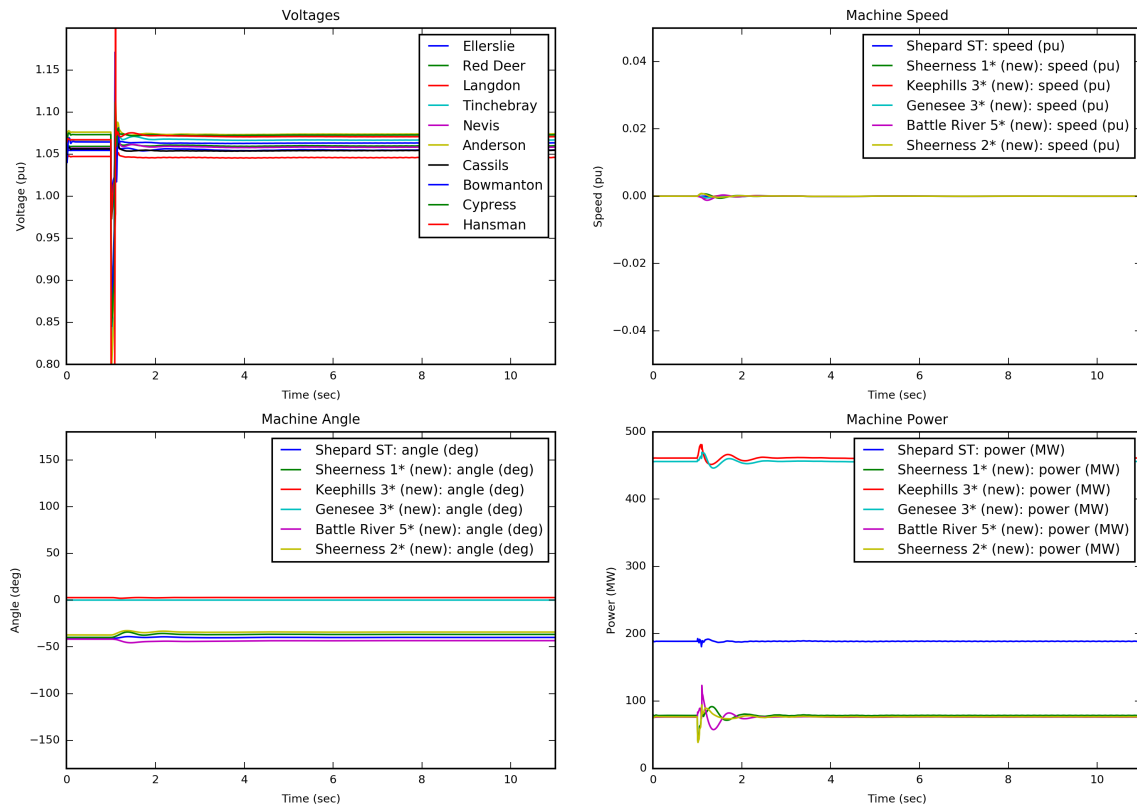 Voltages
Voltage (pu)
1.15
1.10
1.05
1.00
0.95
0.90
0.85
0.80
0
2
4
6
8
10
Time (sec)
Ellerslie
Red Deer
Langdon
Tinchebray
Nevis
Anderson
Cassils
Bowmanton
Cypress
Hansman
Machine Speed
Speed (pu)
0.04
0.02
0.00
−0.02
−0.04
0
2
4
6
8
10
Time (sec)
Shepard ST: speed (pu)
Sheerness 1* (new): speed (pu)
Keephills 3* (new): speed (pu)
Genesee 3* (new): speed (pu)
Battle River 5* (new): speed (pu)
Sheerness 2* (new): speed (pu)
Machine Angle
Angle (deg)
150
100
50
0
−50
−100
−150
0
2
4
6
8
10
Time (sec)
Shepard ST: angle (deg)
Sheerness 1* (new): angle (deg)
Keephills 3* (new): angle (deg)
Genesee 3* (new): angle (deg)
Battle River 5* (new): angle (deg)
Sheerness 2* (new): angle (deg)
Machine Power
Power (MW)
500
400
300
200
100
0
0
2
4
6
8
10
Time (sec)
Shepard ST: power (MW)
Sheerness 1* (new): power (MW)
Keephills 3* (new): power (MW)
Genesee 3* (new): power (MW)
Battle River 5* (new): power (MW)
Sheerness 2* (new): power (MW)